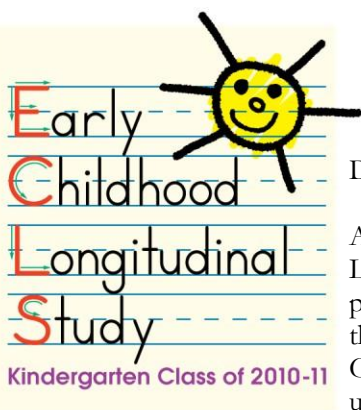 Early
Childhood
Longitudinal
Study
Kindergarten Class of 2010-11